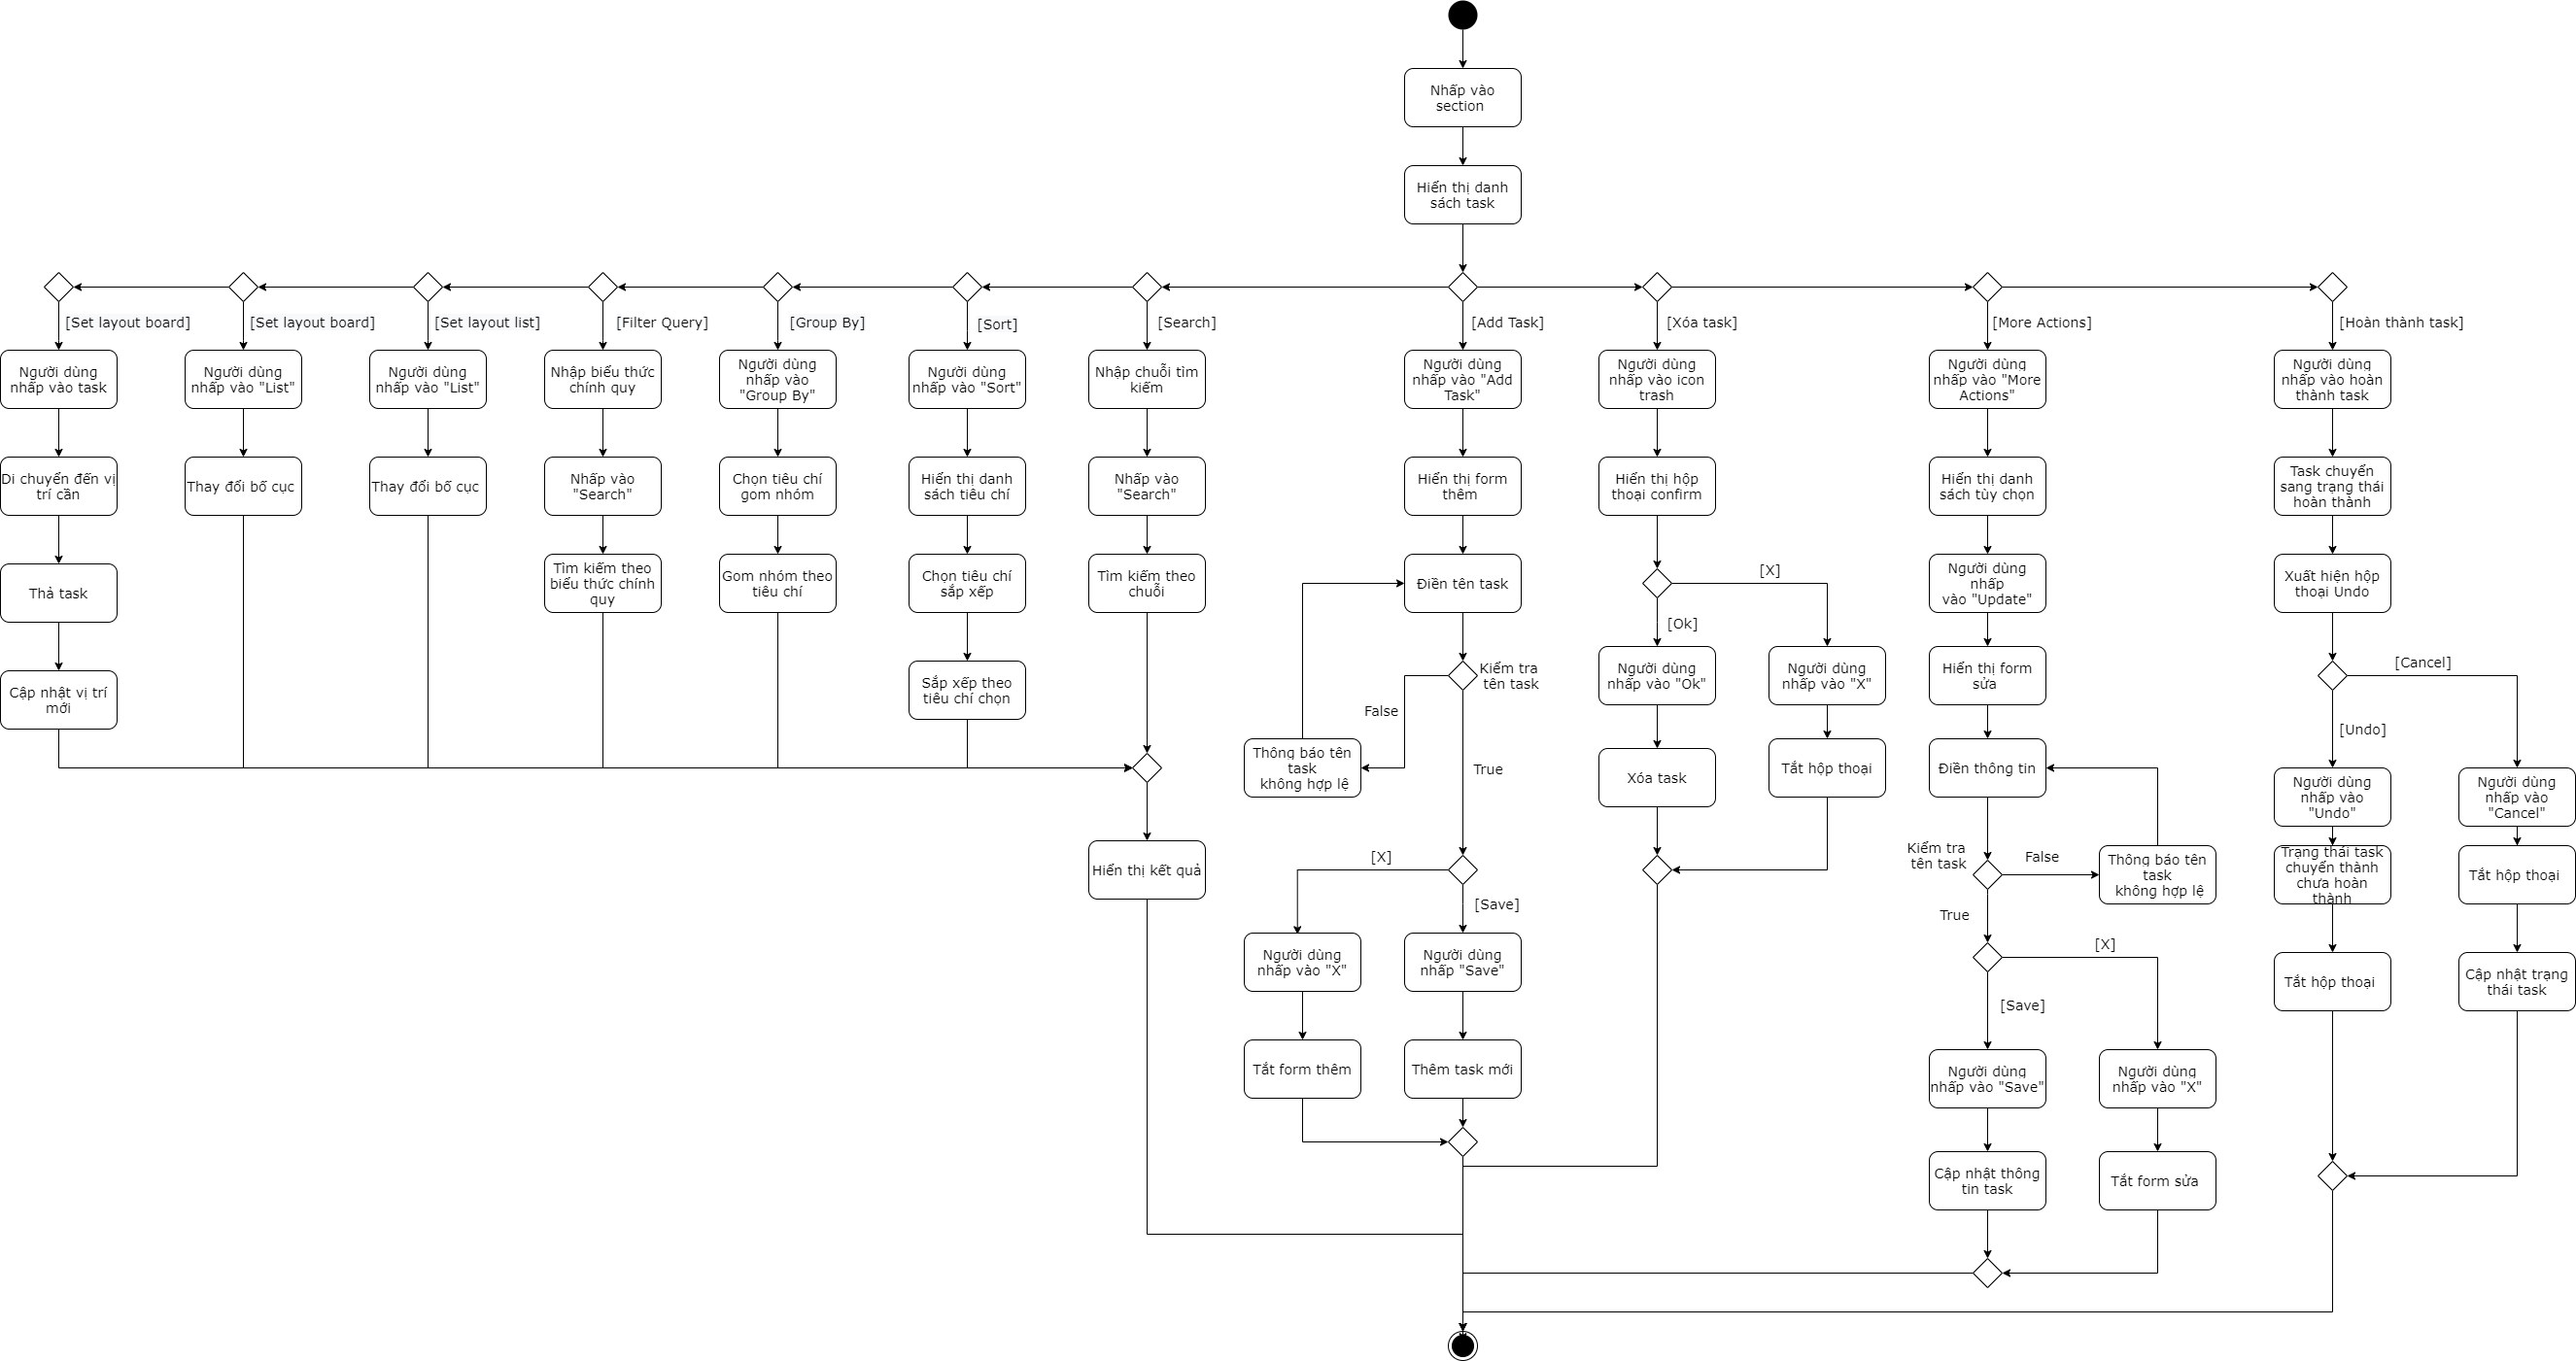 Nhấp vào
section
Hiển thị danh
sách task
[Set layout board]
[Set layout board]
[Set layout list]
[Filter Query]
[Group By]
[Sort]
[Search]
[Add Task]
[Xóa task]
[More Actions]
[Hoàn thành task]
Người dùng
nhấp vào task
Người dùng
nhấp vào "List"
Người dùng
nhấp vào "List"
Nhập biểu thức
chính quy
Người dùng
nhấp vào
"Group By"
Người dùng
nhấp vào "Sort"
Nhập chuỗi tìm
kiếm
Người dùng
nhấp vào "Add
Task"
Người dùng
nhấp vào icon
trash
Người dùng
nhấp vào "More
Actions"
Người dùng
nhấp vào hoàn
thành task
Di chuyển đến vị
trí cần
Thay đổi bố cục
Thay đổi bố cục
Nhấp vào
"Search"
Chọn tiêu chí
gom nhóm
Hiển thị danh
sách tiêu chí
Nhấp vào
"Search"
Hiển thị form
thêm
Hiển thị hộp
thoại confirm
Hiển thị danh
sách tùy chọn
Task chuyển
sang trạng thái
hoàn thành
Thả task
Tìm kiếm theo
biểu thức chính
quy
Gom nhóm theo
tiêu chí
Chọn tiêu chí
sắp xếp
Tìm kiếm theo
chuỗi
Điền tên task
[X]
[Ok]
Người dùng
nhấp
vào "Update"
Xuất hiện hộp
thoại Undo
Cập nhật vị trí
mới
Sắp xếp theo
tiêu chí chọn
Kiểm tra
tên task
False
True
Người dùng
nhấp vào "Ok"
Người dùng
nhấp vào "X"
Hiển thị form
sửa
[Cancel]
[Undo]
Thông báo tên
task
không hợp lệ
Xóa task
Tắt hộp thoại
Điền thông tin
Người dùng
nhấp vào
"Undo"
Người dùng
nhấp vào
"Cancel"
Hiển thị kết quả
[X]
[Save]
Kiểm tra
tên task
False
True
Thông báo tên
task
không hợp lệ
Trạng thái task
chuyển thành
chưa hoàn
thành
Tắt hộp thoại
Người dùng
nhấp vào "X"
Người dùng
nhấp "Save"
[X]
[Save]
Tắt hộp thoại
Cập nhật trạng
thái task
Tắt form thêm
Thêm task mới
Người dùng
nhấp vào "Save"
Người dùng
nhấp vào "X"
Cập nhật thông
tin task
Tắt form sửa